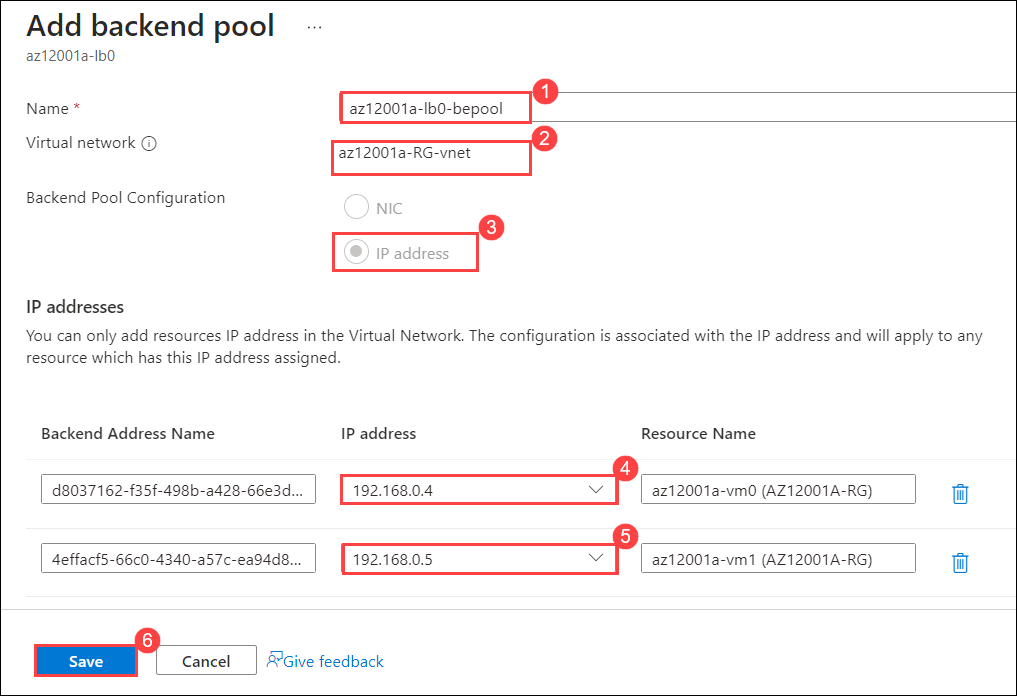 Add backend pool ...
az12001a-lb0
Name *
az12001a-lb0-bepool
1
Virtual network
az12001a-RG-vnet
2
Backend Pool Configuration
NIC
IP address
3
IP addresses
You can only add resources IP address in the Virtual Network. The configuration is associated with the IP address and will apply to any
resource which has this IP address assigned.
Backend Address Name IP address Resource Name
d8037162-f35f-498b-a428-66e3d... 192.168.0.4 4 az12001a-vm0 (AZ12001A-RG)
4effacf5-66c0-4340-a57c-ea94d8... 192.168.0.5 5 az12001a-vm1 (AZ12001A-RG)
Save 6 Cancel Give feedback